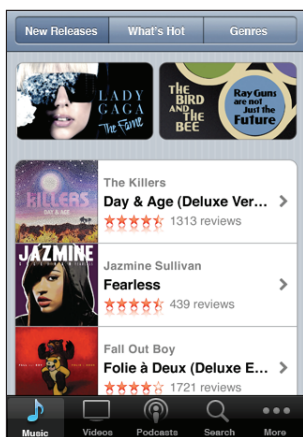 New Releases
What's Hot
Genres
LADY
GAGA
The Fame
THE
BIRD
AND
THE
BEE
Ray Guns
are not
Just the
Future
KILLERS
DAY & AGE
The Killers
Day & Age (Deluxe Ver...
1313 reviews
JAZMINE
Jazmine Sullivan
Fearless
439 reviews
Fall Out Boy
Folie à Deux (Deluxe E...
1721 reviews
Music
Videos
Podcasts
Search
More